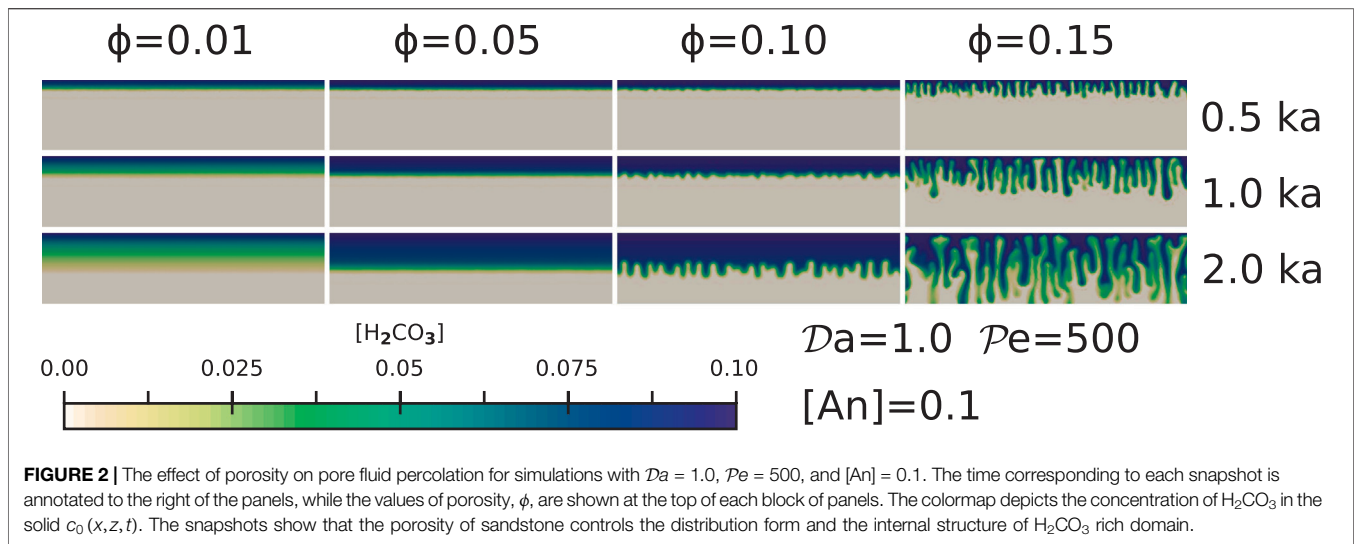 ϕ=0.01 ϕ=0.05 ϕ=0.10 ϕ=0.15
0.5 ka
1.0 ka
2.0 ka
[H₂CO₃]
0.00 0.025 0.05 0.075 0.10
𝒟a=1.0 𝒫e=500
[An]=0.1
FIGURE 2 | The effect of porosity on pore fluid percolation for simulations with 𝒟a = 1.0, 𝒫e = 500, and [An] = 0.1. The time corresponding to each snapshot is
annotated to the right of the panels, while the values of porosity, ϕ, are shown at the top of each block of panels. The colormap depicts the concentration of H₂CO₃ in the
solid c₀ (x,z,t). The snapshots show that the porosity of sandstone controls the distribution form and the internal structure of H₂CO₃ rich domain.